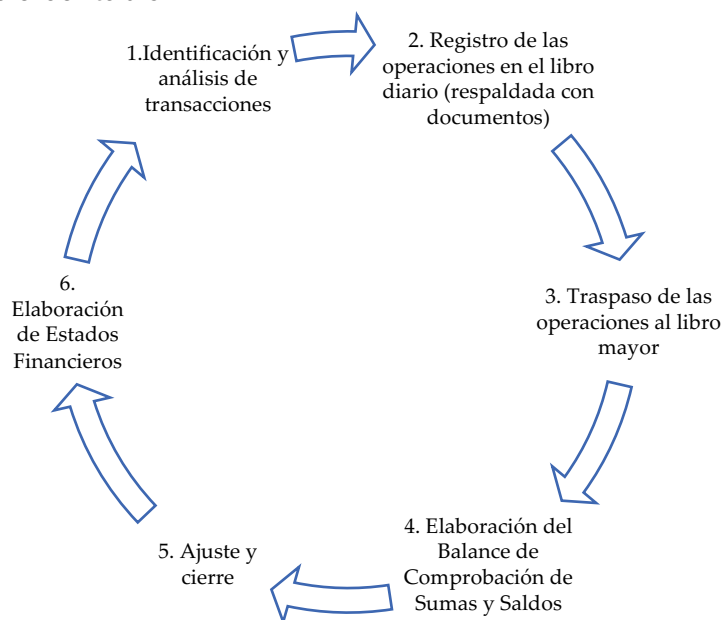 1.Identificación y
análisis de
transacciones
2. Registro de las
operaciones en el libro
diario (respaldada con
documentos)
3. Traspaso de las
operaciones al libro
mayor
4. Elaboración del
Balance de
Comprobación de
Sumas y Saldos
5. Ajuste y
cierre
6.
Elaboración
de Estados
Financieros